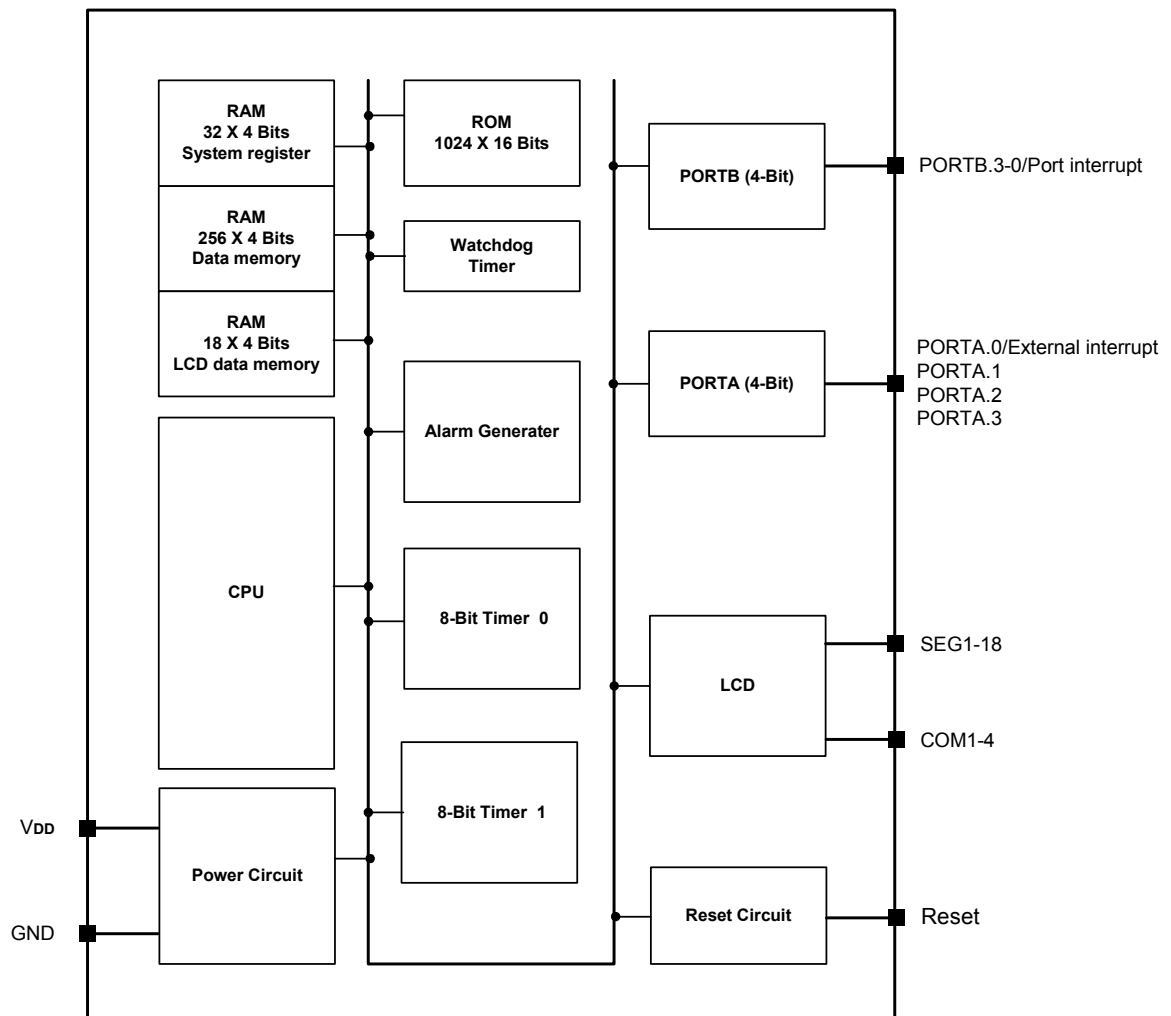 RAM
32 X 4 Bits
System register
RAM
256 X 4 Bits
Data memory
RAM
18 X 4 Bits
LCD data memory
CPU
VDD
GND
Power Circuit
ROM
1024 X 16 Bits
Watchdog
Timer
Alarm Generater
8-Bit Timer 0
8-Bit Timer 1
PORTB (4-Bit)
PORTB.3-0/Port interrupt
PORTA (4-Bit)
PORTA.0/External interrupt
PORTA.1
PORTA.2
PORTA.3
LCD
SEG1-18
COM1-4
Reset Circuit
Reset